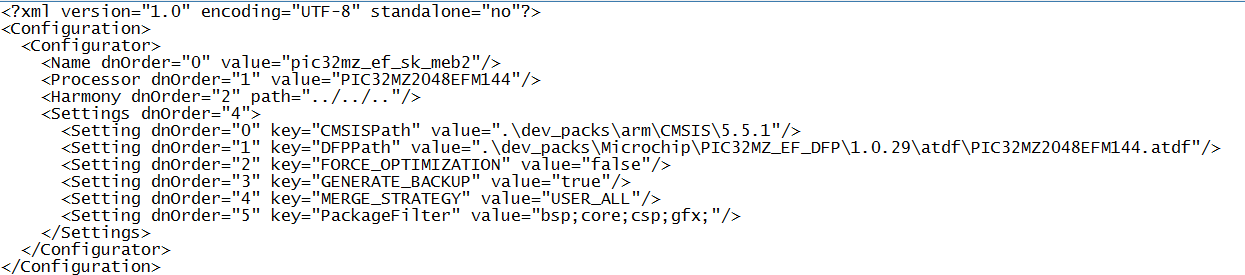 <?xml version="1.0" encoding="UTF-8" standalone="no"?>
<Configuration>
  <Configurator>
    <Name dnOrder="0" value="pic32mz_ef_sk_meb2"/>
    <Processor dnOrder="1" value="PIC32MZ2048EFM144"/>
    <Harmony dnOrder="2" path="../../.."/>
    <Settings dnOrder="4">
      <Setting dnOrder="0" key="CMSISPath" value=".\dev_packs\arm\CMSIS\5.5.1"/>
      <Setting dnOrder="1" key="DFPPath" value=".\dev_packs\Microchip\PIC32MZ_EF_DFP\1.0.29\atdf\PIC32MZ2048EFM144.atdf"/>
      <Setting dnOrder="2" key="FORCE_OPTIMIZATION" value="false"/>
      <Setting dnOrder="3" key="GENERATE_BACKUP" value="true"/>
      <Setting dnOrder="4" key="MERGE_STRATEGY" value="USER_ALL"/>
      <Setting dnOrder="5" key="PackageFilter" value="bsp;core;csp;gfx;"/>
    </Settings>
  </Configurator>
</Configuration>